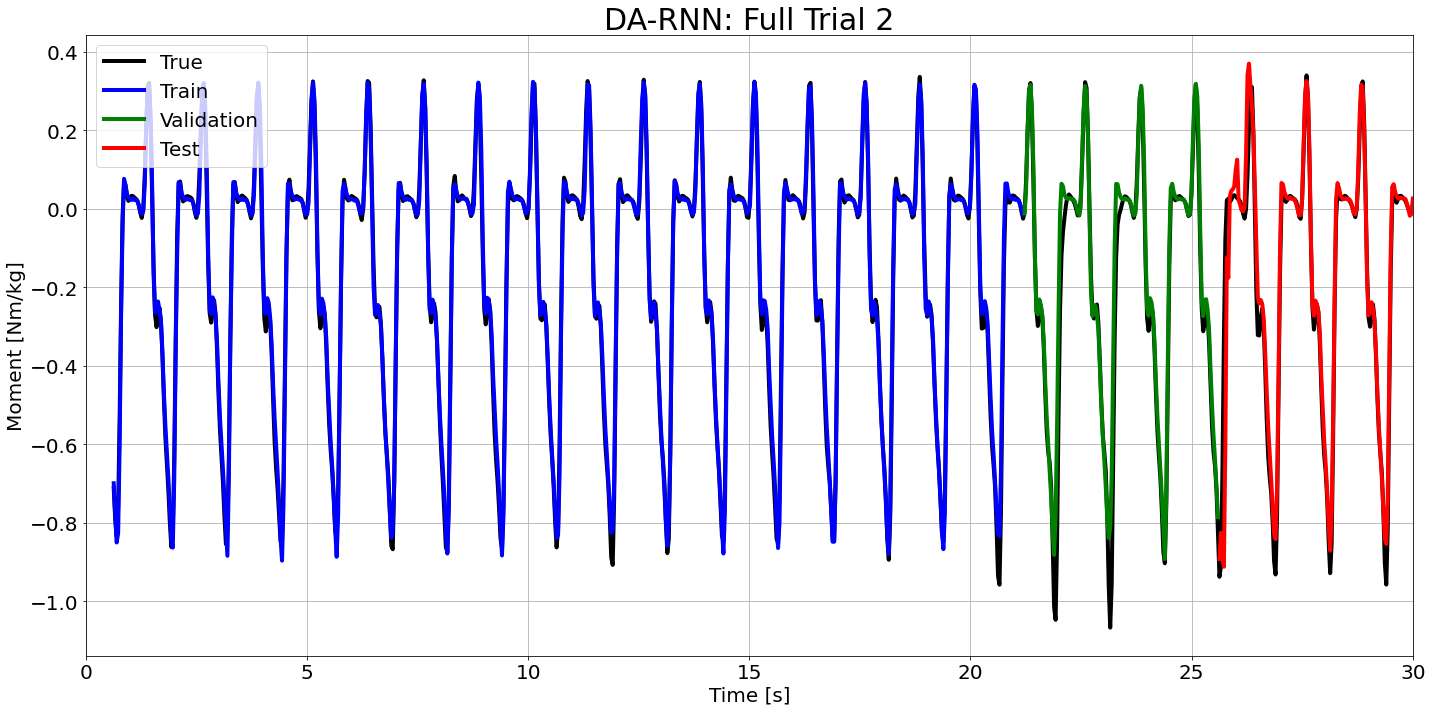 DA-RNN: Full Trial 2
True
Train
Validation
Test
Moment [Nm/kg]
0.4
0.2
0.0
−0.2
−0.4
−0.6
−0.8
−1.0
0 5 10 15 20 25 30
Time [s]